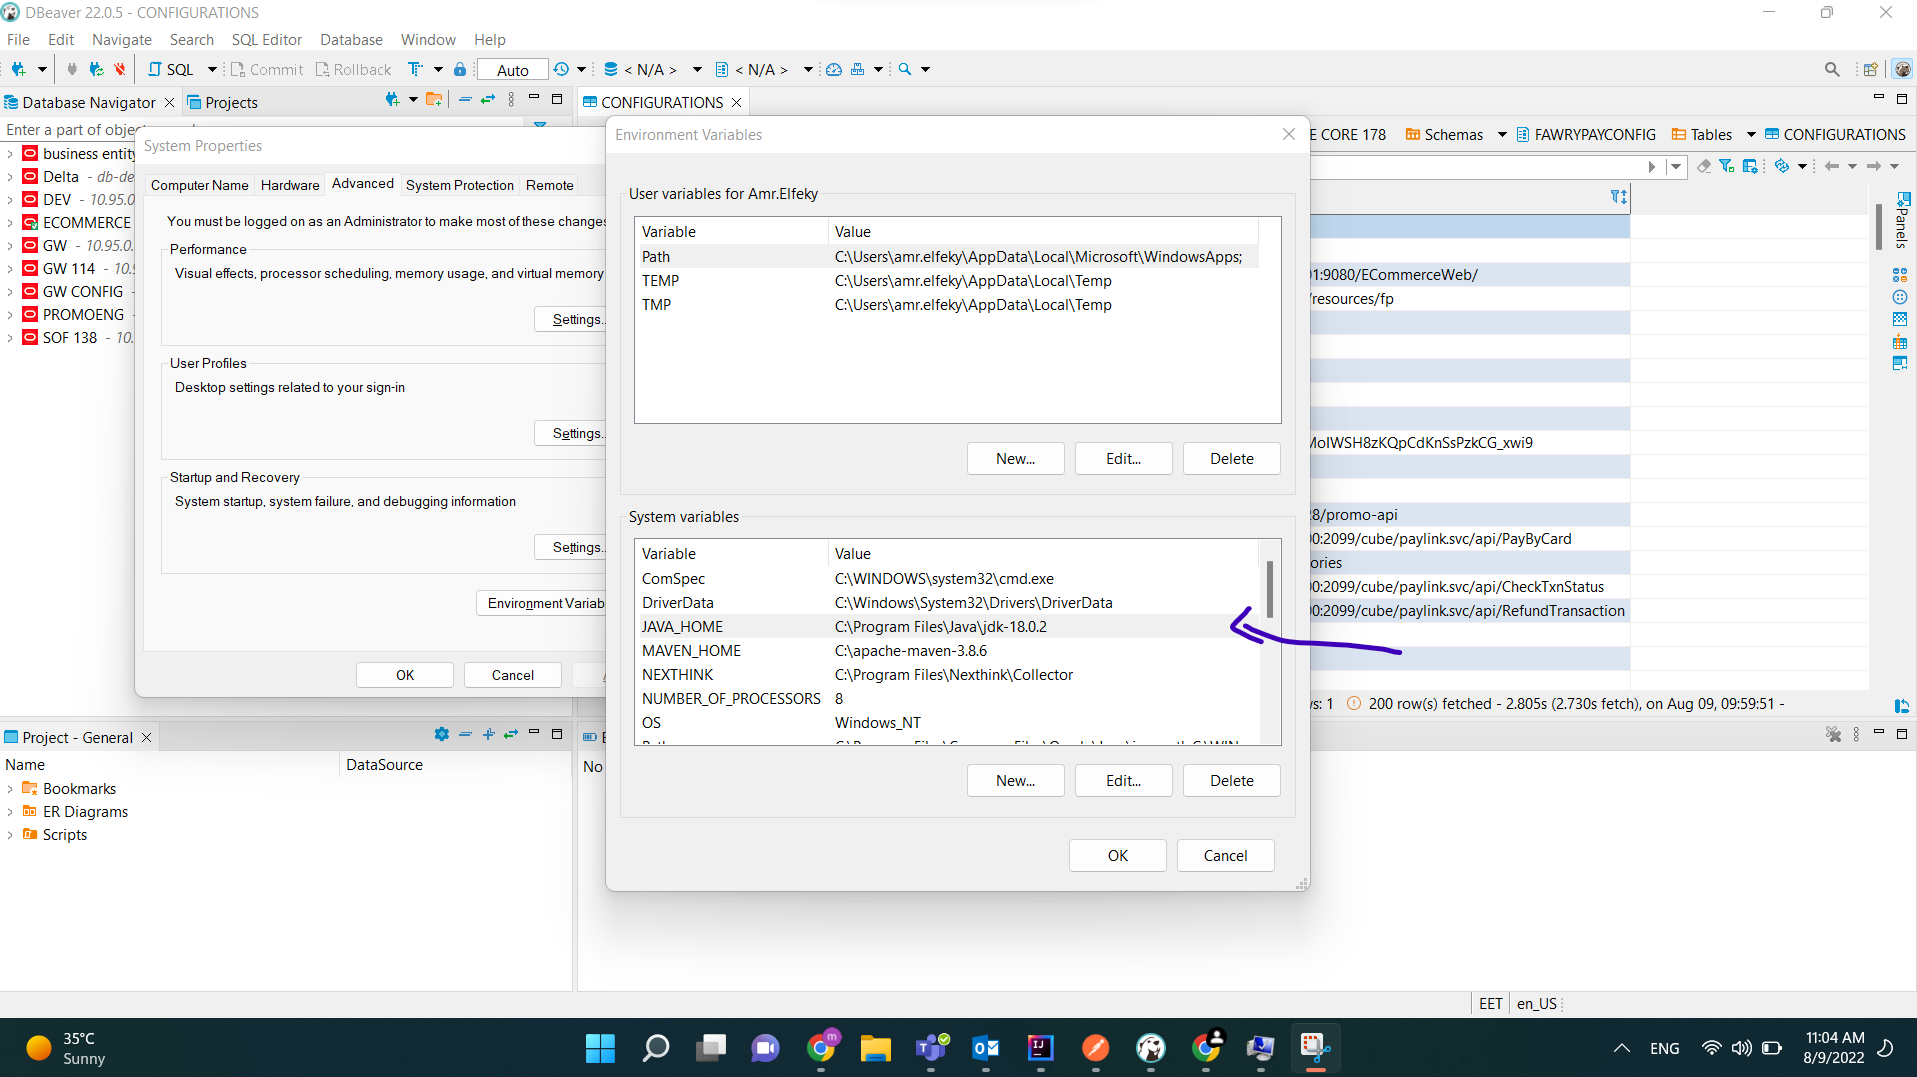 DBeaver 22.0.5 - CONFIGURATIONS
File Edit Navigate Search SQL Editor Database Window Help
SQL Commit Rollback Auto < N/A > < N/A >
Database Navigator Projects
CONFIGURATIONS
Enter a part of objec
business entity
Delta - db-de
DEV - 10.95.0
ECOMMERCE
GW - 10.95.0.
GW 114 - 10.9
GW CONFIG -
PROMOENG -
SOF 138 - 10.
System Properties
Computer Name Hardware Advanced System Protection Remote
You must be logged on as an Administrator to make most of these changes
Performance
Visual effects, processor scheduling, memory usage, and virtual memory
Settings..
User Profiles
Desktop settings related to your sign-in
Settings..
Startup and Recovery
System startup, system failure, and debugging information
Settings..
Environment Variab
OK Cancel
Environment Variables
User variables for Amr.Elfeky
Variable Value
Path C:\Users\amr.elfeky\AppData\Local\Microsoft\WindowsApps;
TEMP C:\Users\amr.elfeky\AppData\Local\Temp
TMP C:\Users\amr.elfeky\AppData\Local\Temp
New... Edit... Delete
System variables
Variable Value
ComSpec C:\WINDOWS\system32\cmd.exe
DriverData C:\Windows\System32\Drivers\DriverData
JAVA_HOME C:\Program Files\Java\jdk-18.0.2
MAVEN_HOME C:\apache-maven-3.8.6
NEXTHINK C:\Program Files\Nexthink\Collector
NUMBER_OF_PROCESSORS 8
OS Windows_NT
New... Edit... Delete
OK Cancel
E CORE 178 Schemas FAWRYPAYCONFIG Tables CONFIGURATIONS
Panels
01:9080/ECommerceWeb/
/resources/fp
MoIWSH8zKQpCdKnSsPzkCG_xwi9
28/promo-api
00:2099/cube/paylink.svc/api/PayByCard
ories
00:2099/cube/paylink.svc/api/CheckTxnStatus
00:2099/cube/paylink.svc/api/RefundTransaction
vs: 1 200 row(s) fetched - 2.805s (2.730s fetch), on Aug 09, 09:59:51 -
Project - General
Name DataSource
Bookmarks
ER Diagrams
Scripts
No
EET en_US
35°C
Sunny
ENG
11:04 AM
8/9/2022